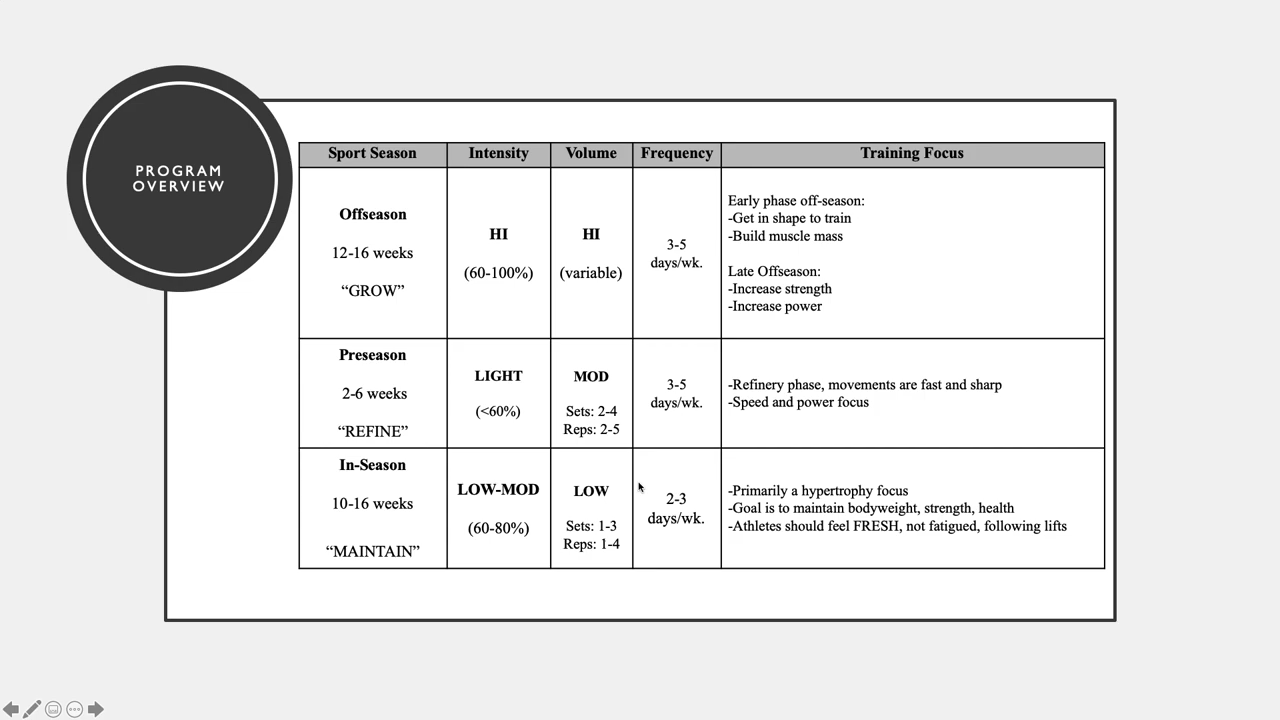 PROGRAM
OVERVIEW
Sport Season
Intensity
Volume
Frequency
Training Focus
Offseason
12-16 weeks
“GROW”
HI
(60-100%)
HI
(variable)
3-5
days/wk.
Early phase off-season:
-Get in shape to train
-Build muscle mass
Late Offseason:
-Increase strength
-Increase power
Preseason
2-6 weeks
“REFINE”
LIGHT
(<60%)
MOD
Sets: 2-4
Reps: 2-5
3-5
days/wk.
-Refinery phase, movements are fast and sharp
-Speed and power focus
In-Season
10-16 weeks
“MAINTAIN”
LOW-MOD
(60-80%)
LOW
Sets: 1-3
Reps: 1-4
2-3
days/wk.
-Primarily a hypertrophy focus
-Goal is to maintain bodyweight, strength, health
-Athletes should feel FRESH, not fatigued, following lifts